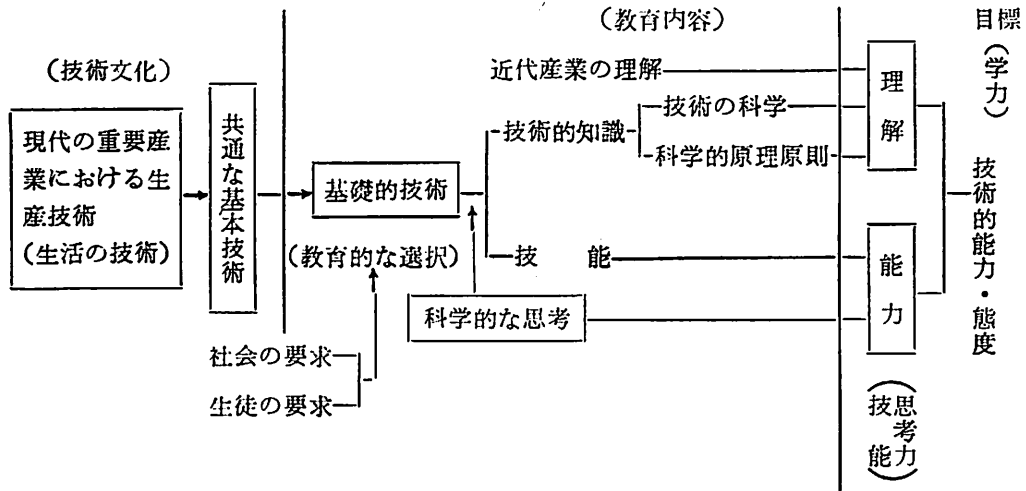 （技術文化）
現代の重要産
業における生
産技術
（生活の技術）
共通な基本技術
（教育内容）
近代産業の理解
技術的知識
技術の科学
科学的原理原則
基礎的技術
（教育的な選択）
技能
科学的な思考
社会の要求
生徒の要求
理解
能力
（思考力
技能）
目標
（学力）
技術的能力・態度